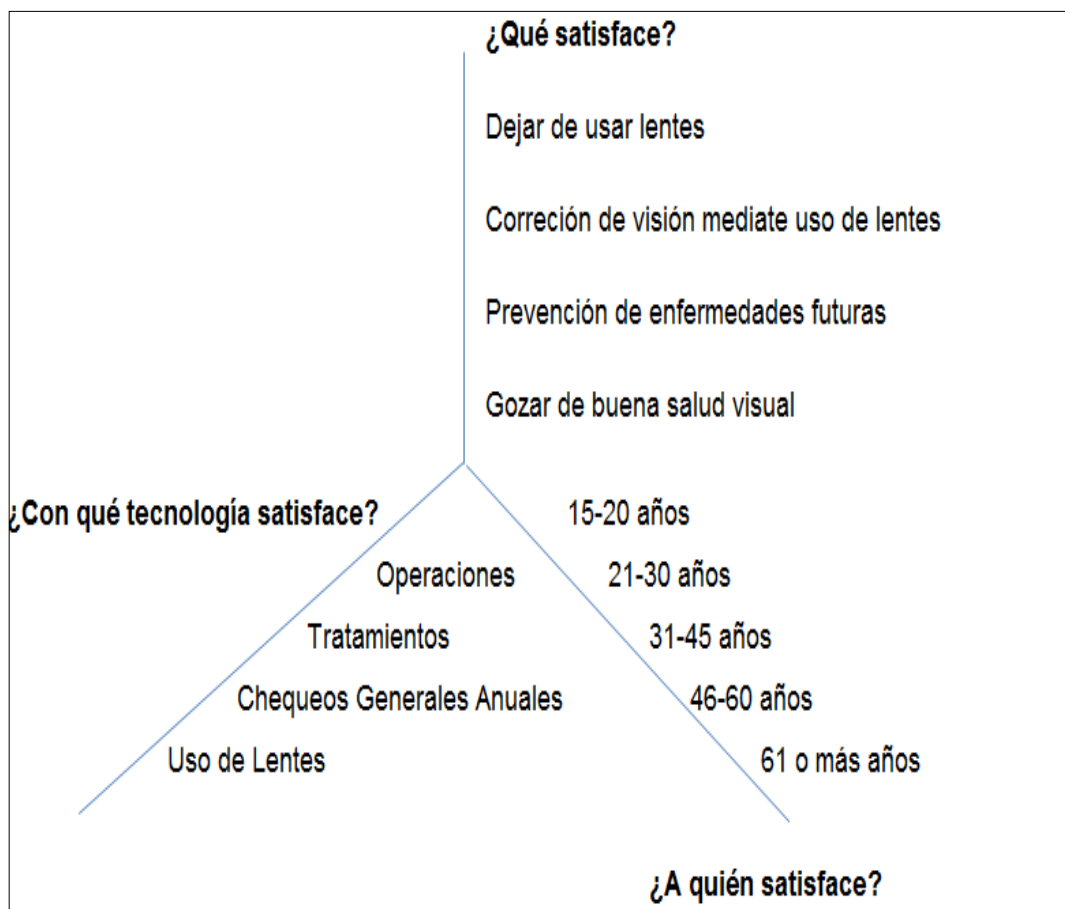 ¿Qué satisface?
Dejar de usar lentes
Correción de visión mediate uso de lentes
Prevención de enfermedades futuras
Gozar de buena salud visual
¿Con qué tecnología satisface?
Operaciones
Tratamientos
Chequeos Generales Anuales
Uso de Lentes
15-20 años
21-30 años
31-45 años
46-60 años
61 o más años
¿A quién satisface?